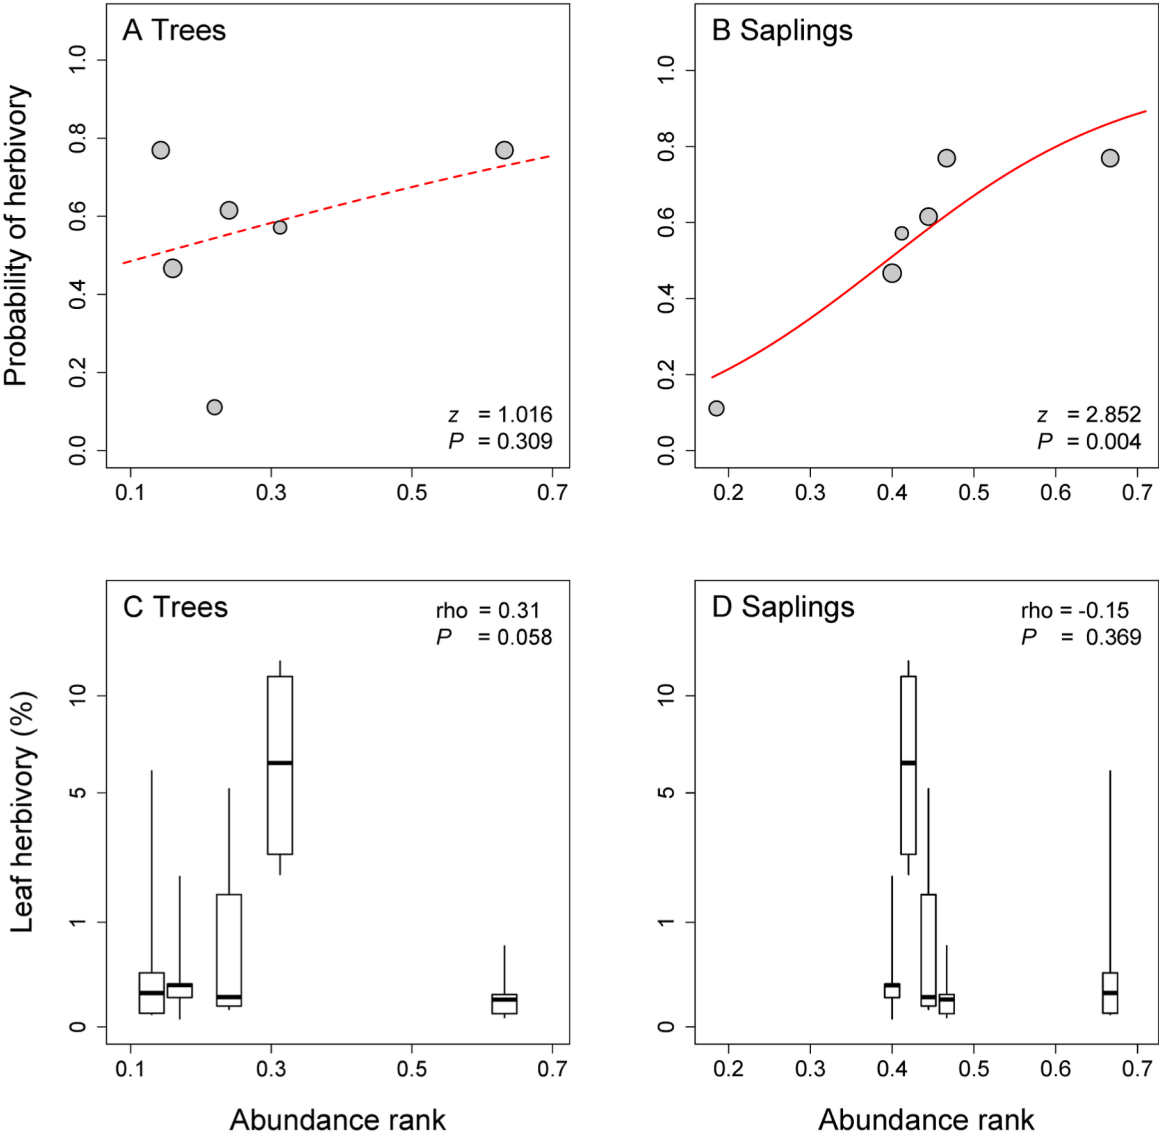 A Trees
Probability of herbivory
1.0
0.8
0.6
0.4
0.2
0.0
z = 1.016
P = 0.309
0.1 0.3 0.5 0.7
B Saplings
1.0
0.8
0.6
0.4
0.2
0.0
z = 2.852
P = 0.004
0.2 0.3 0.4 0.5 0.6 0.7
C Trees
rho = 0.31
P = 0.058
Leaf herbivory (%)
10
5
1
0
0.1 0.3 0.5 0.7
Abundance rank
D Saplings
rho = -0.15
P = 0.369
10
5
1
0
0.2 0.3 0.4 0.5 0.6 0.7
Abundance rank